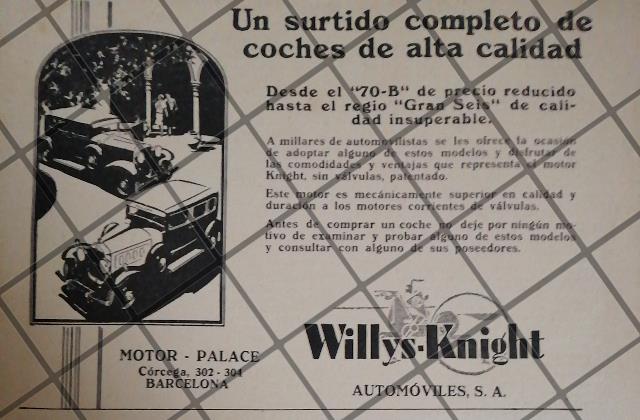 Un surtido completo de
coches de alta calidad
Desde el "70-B" de precio reducido
hasta el regio "Gran Seis" de cali-
dad insuperable.
A millares de automovilistas se les ofrece la ocasión
de adoptar alguno de estos modelos y disfrutar de
las comodidades y ventajas que representa el motor
Knight, sin válvulas, patentado.
Este motor es mecánicamente superior en calidad y
duración a los motores corrientes de válvulas.
Antes de comprar un coche no deje por ningún mo-
tivo de examinar y probar alguno de estos modelos
y consultar con alguno de sus poseedores.
MOTOR - PALACE
Córcega, 302 - 304
BARCELONA
Willys-Knight
AUTOMÓVILES, S. A.